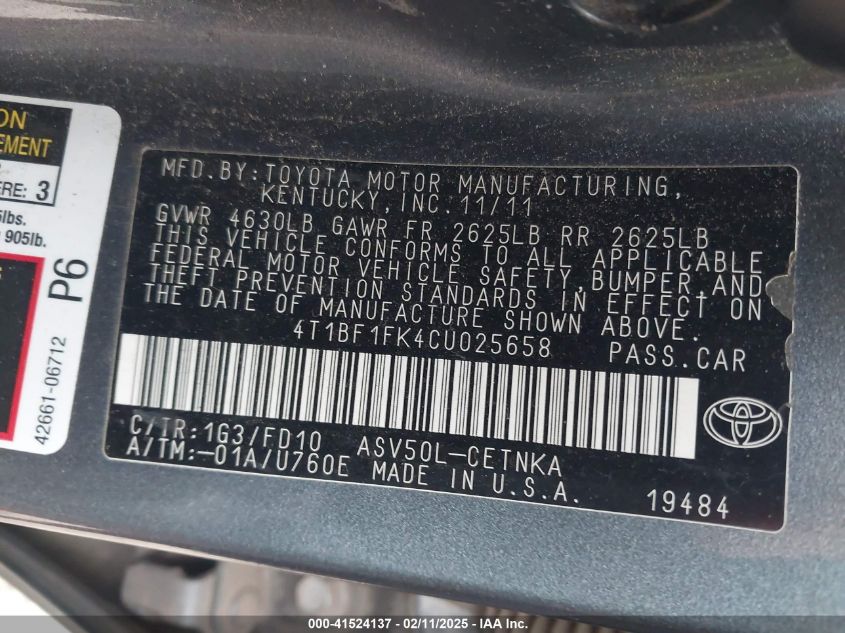 ON
EMENT
ERE: 3
lbs.
905lb.
P6
42661-06712
MFD. BY: TOYOTA MOTOR MANUFACTURING,
KENTUCKY, INC. 11/11
GVWR 4630LB GAWR FR 2625LB RR 2625LB
THIS VEHICLE CONFORMS TO ALL APPLICABLE
FEDERAL MOTOR VEHICLE SAFETY, BUMPER, AND
THEFT PREVENTION STANDARDS IN EFFECT ON
THE DATE OF MANUFACTURE SHOWN ABOVE.
4T1BF1FK4CU025658 PASS. CAR
C/TR: 1G3/FD10 ASV50L-CETNKA
A/TM: -01A/U760E MADE IN U.S.A.
19484
000-41524137 - 02/11/2025 - IAAI.COM